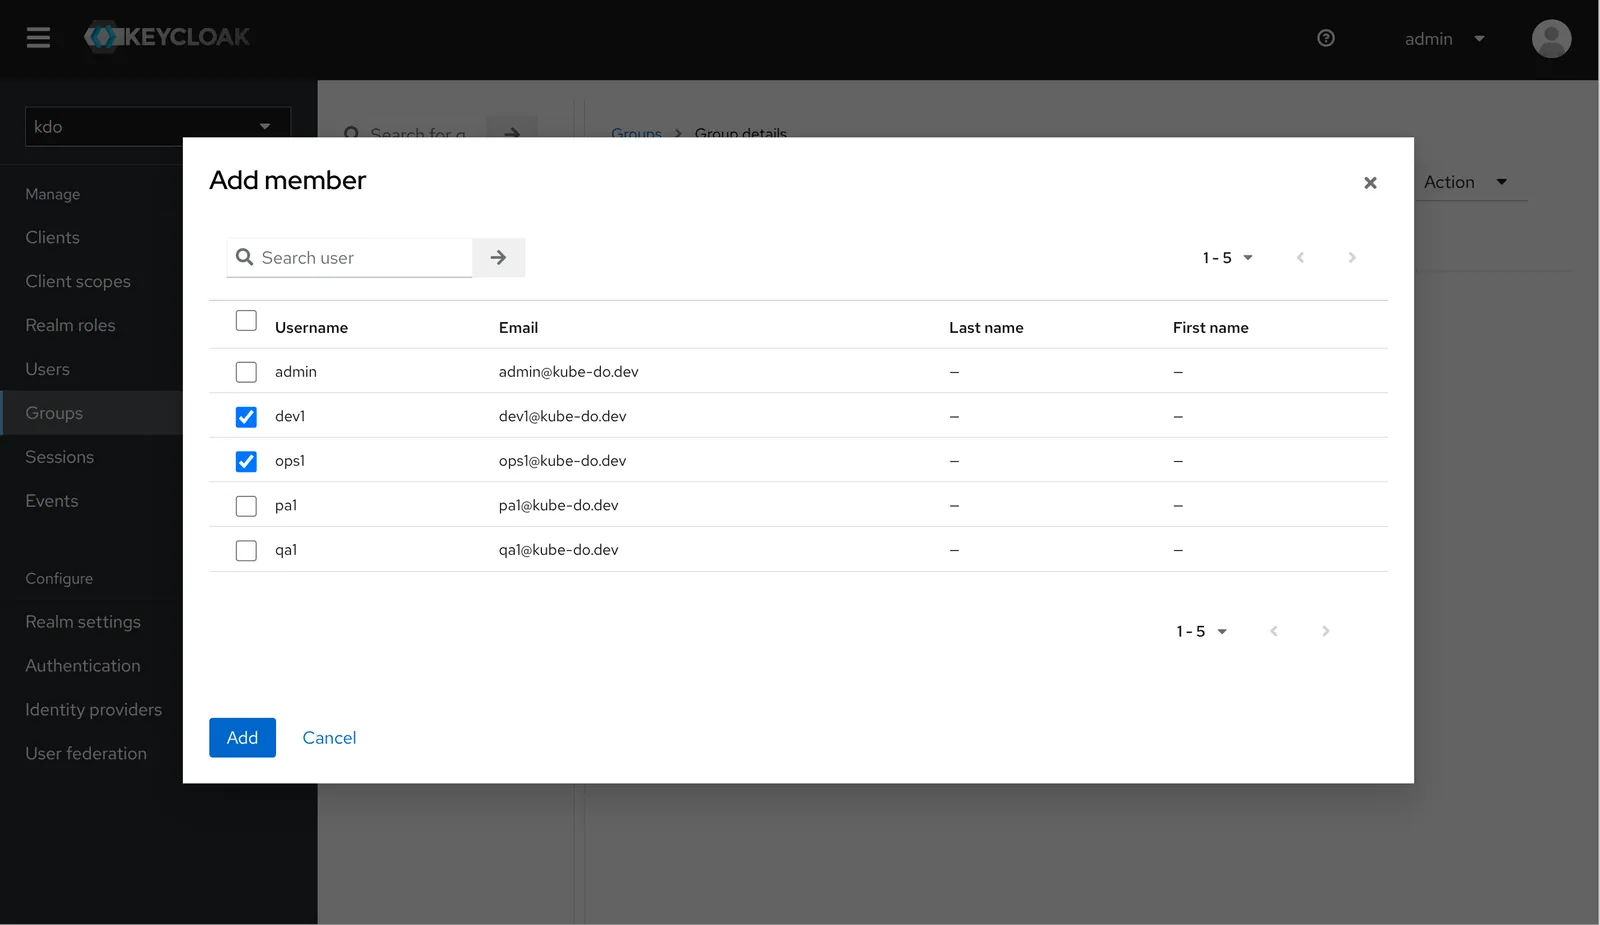 KEYCLOAK
admin
kdo
Search for g
Groups
Group details
Manage
Clients
Client scopes
Realm roles
Users
Groups
Sessions
Events
Configure
Realm settings
Authentication
Identity providers
User federation
Action
Add member
Search user
1 - 5
Username Email Last name First name
admin admin@kube-do.dev – –
dev1 dev1@kube-do.dev – –
ops1 ops1@kube-do.dev – –
pa1 pa1@kube-do.dev – –
qa1 qa1@kube-do.dev – –
1 - 5
Add Cancel